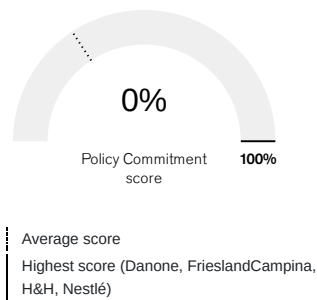 0%
Policy Commitment
score
100%
Average score
Highest score (Danone, FrieslandCampina,
H&H, Nestlé)